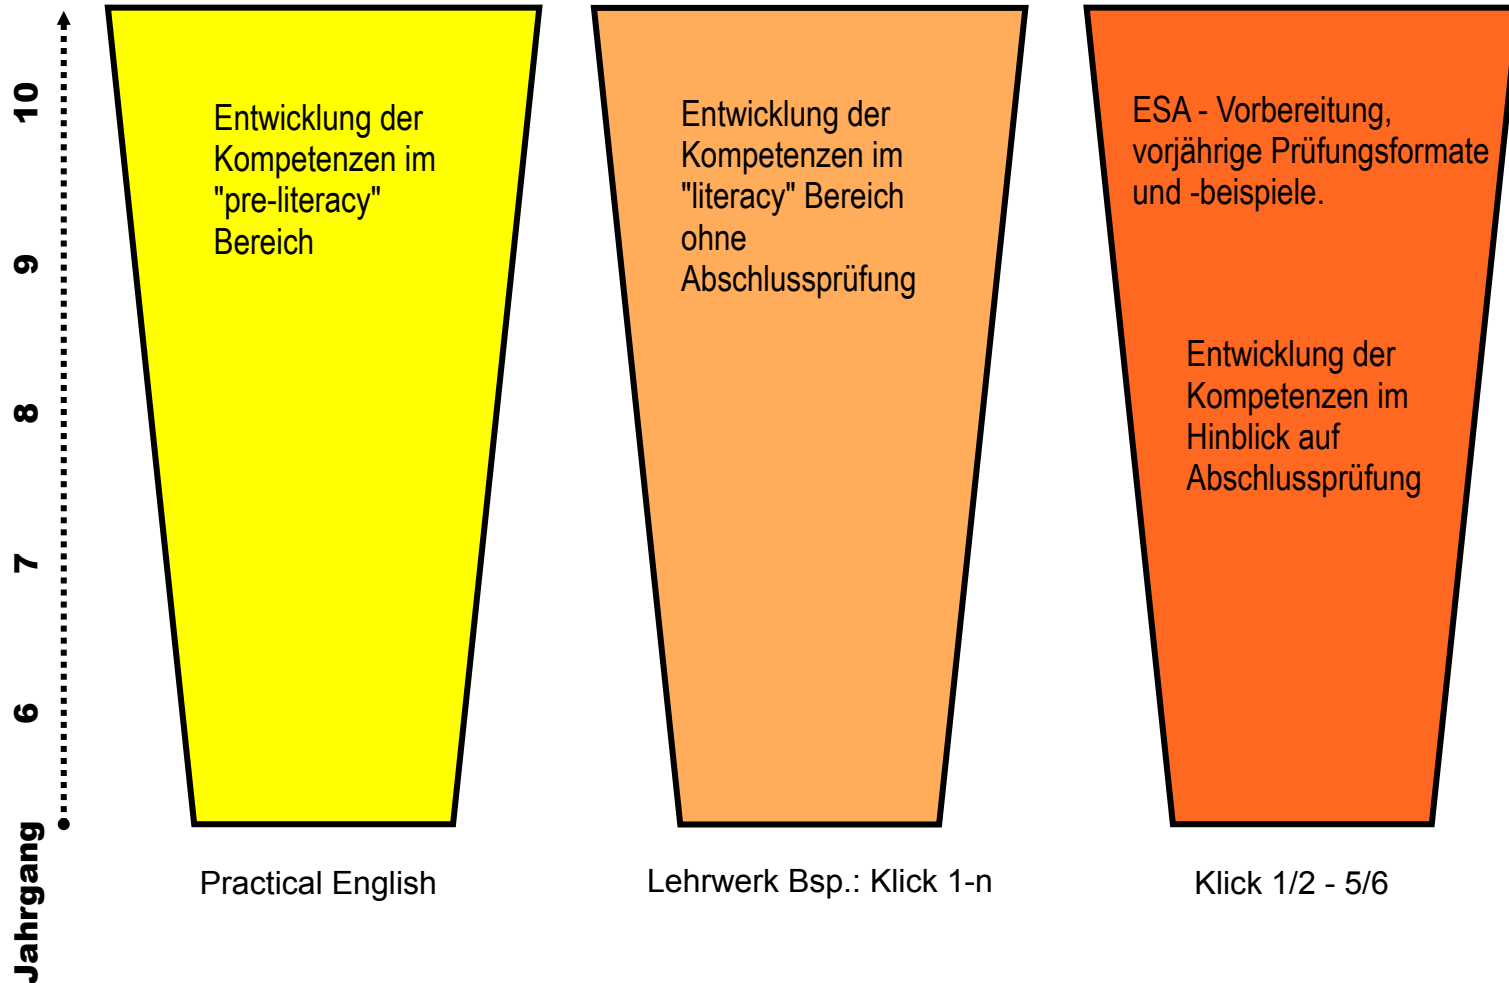 10
9
8
7
6
Jahrgang
Entwicklung der
Kompetenzen im
"pre-literacy"
Bereich
Practical English
Entwicklung der
Kompetenzen im
"literacy" Bereich
ohne
Abschlussprüfung
Lehrwerk Bsp.: Klick 1-n
ESA - Vorbereitung,
vorjährige Prüfungsformate
und -beispiele.
Entwicklung der
Kompetenzen im
Hinblick auf
Abschlussprüfung
Klick 1/2 - 5/6